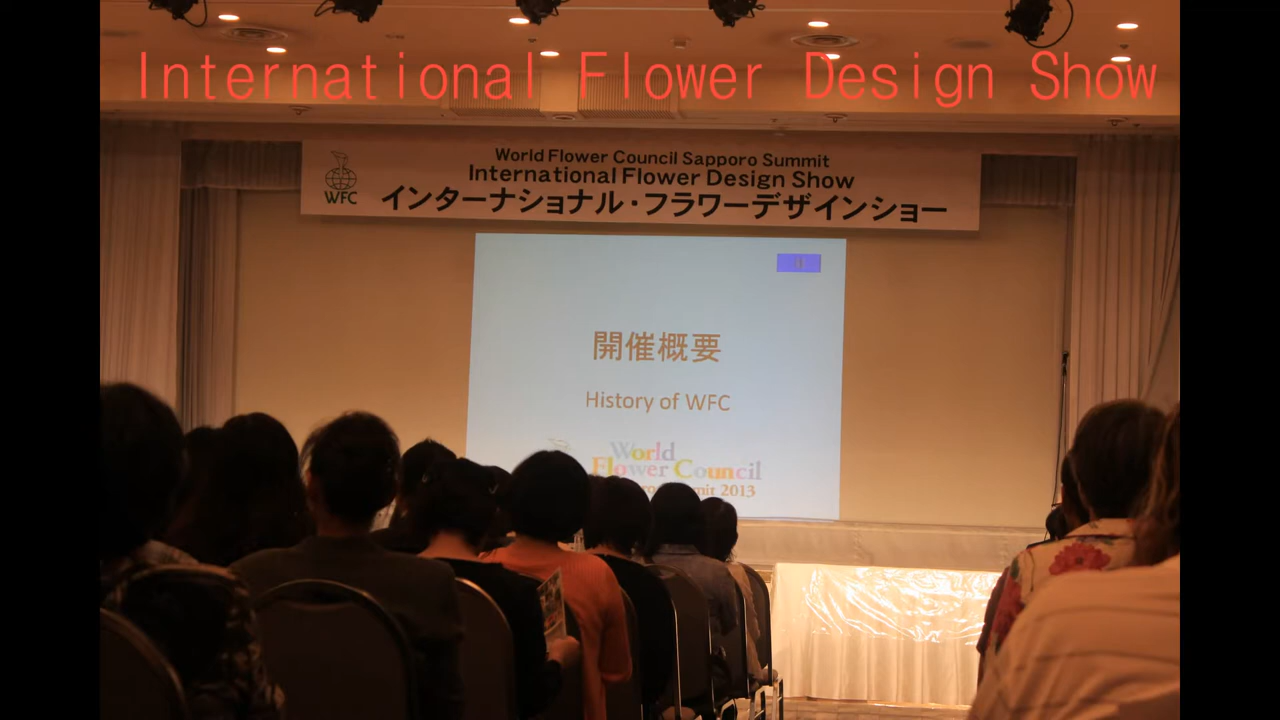 International Flower Design Show
World Flower Council Sapporo Summit
International Flower Design Show
インターナショナル・フラワーデザインショー
WFC
開催概要
History of WFC
World
Flower Council
mit 2013